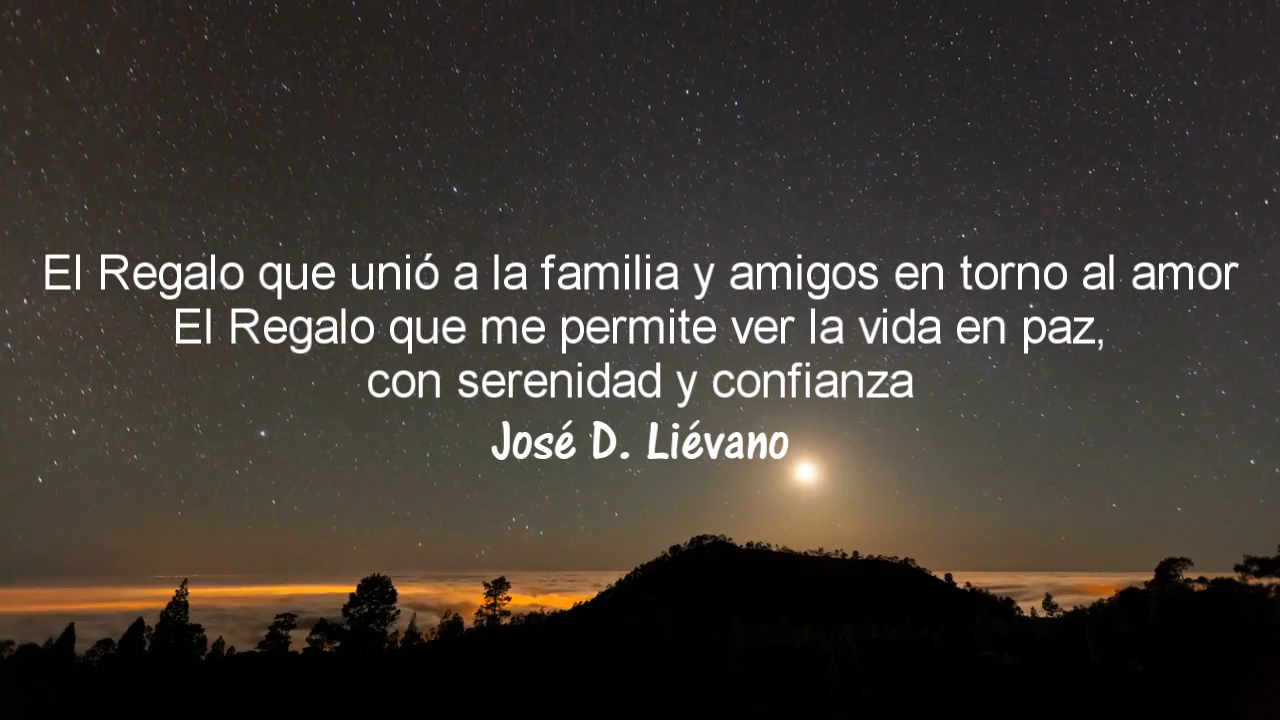 El Regalo que unió a la familia y amigos en torno al amor
El Regalo que me permite ver la vida en paz,
con serenidad y confianza
José D. Liévano